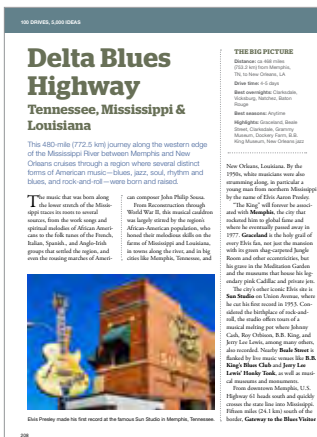 100 DRIVES, 5,000 IDEAS
Delta Blues
Highway
Tennessee, Mississippi &
Louisiana
This 480-mile (772.5 km) journey along the western edge
of the Mississippi River between Memphis and New
Orleans cruises through a region where several distinct
forms of American music—blues, jazz, soul, rhythm and
blues, and rock-and-roll—were born and raised.
The music that was born along
the lower stretch of the Missis-
sippi traces its roots to several
sources, from the work songs and
spiritual melodies of African Ameri-
cans to the folk tunes of the French,
Italian, Spanish, and Anglo-Irish
groups that settled the region, and
even the rousing marches of Ameri-
can composer John Philip Sousa.
From Reconstruction through
World War II, this musical cauldron
was largely stirred by the region's
African-American population, who
honed their melodious skills on the
farms of Mississippi and Louisiana,
in towns along the river, and in big
cities like Memphis, Tennessee, and
Elvis Presley made his first record at the famous Sun Studio in Memphis, Tennessee.
208
THE BIG PICTURE
Distance: ca 468 miles
(753.2 km) from Memphis,
TN, to New Orleans, LA
Drive time: 4-5 days
Best overnights: Clarksdale,
Vicksburg, Natchez, Baton
Rouge
Best seasons: Anytime
Highlights: Graceland, Beale
Street, Clarksdale, Grammy
Museum, Dockery Farm, B.B.
King Museum, New Orleans jazz
New Orleans, Louisiana. By the
1950s, white musicians were also
strumming along, in particular a
young man from northern Mississippi
by the name of Elvis Aaron Presley.
"The King" will forever be associ-
ated with Memphis, the city that
rocketed him to global fame and
where he eventually passed away in
1977. Graceland is the holy grail of
every Elvis fan, not just the mansion
with its green shag-carpeted Jungle
Room and other eccentricities, but
his grave in the Meditation Garden
and the museums that house his leg-
endary pink Cadillac and private jets.
The city's other iconic Elvis site is
Sun Studio on Union Avenue, where
he cut his first record in 1953. Con-
sidered the birthplace of rock-and-
roll, the studio offers tours of a
musical melting pot where Johnny
Cash, Roy Orbison, B.B. King, and
Jerry Lee Lewis, among many others,
also recorded. Nearby Beale Street is
flanked by live music venues like B.B.
King's Blues Club and Jerry Lee
Lewis' Honky Tonk, as well as musi-
cal museums and monuments.
From downtown Memphis, U.S.
Highway 61 heads south and quickly
crosses the state line into Mississippi.
Fifteen miles (24.1 km) south of the
border, Gateway to the Blues Visitor